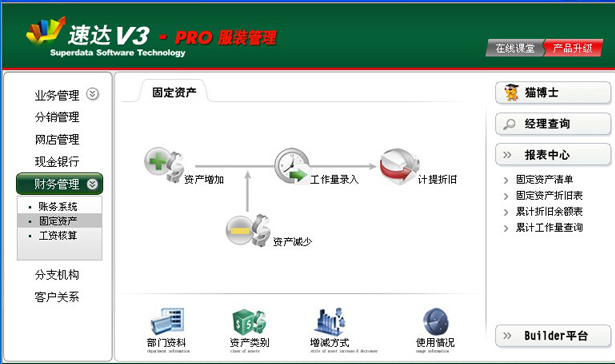 速达V3 - PRO 服装管理
Superdata Software Technology
在线课堂 产品升级
业务管理
分销管理
网店管理
现金银行
财务管理
账务系统
固定资产
工资核算
分支机构
客户关系
固定资产
资产增加
工作量录入
计提折旧
资产减少
部门资料
department information
资产类别
class of assets
增减方式
style of asset increase & decrease
使用情况
usage information
猫博士
经理查询
报表中心
固定资产清单
固定资产折旧表
累计折旧余额表
累计工作量查询
Builder平台